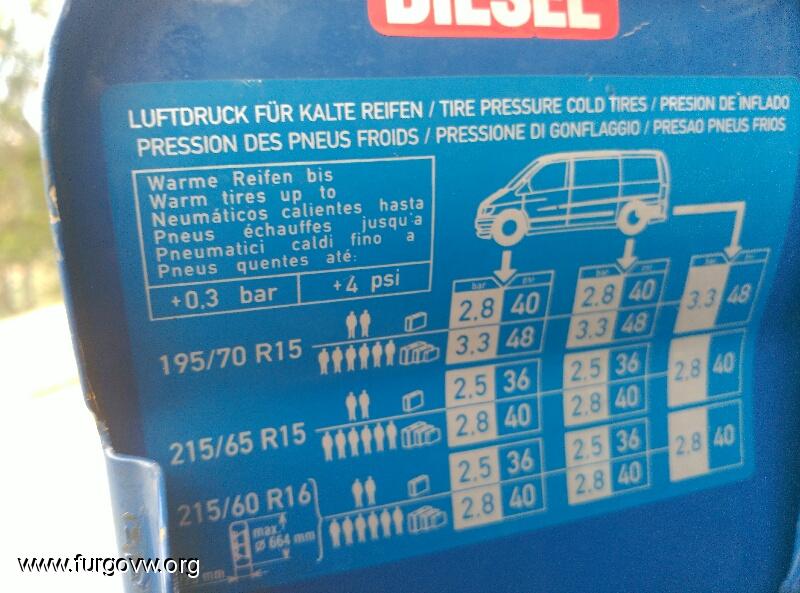 DIESEL
LUFTDRUCK FÜR KALTE REIFEN / TIRE PRESSURE COLD TIRES / PRESION DE INFLADO
PRESSION DES PNEUS FROIDS / PRESSIONE DI GONFLAGGIO / PRESAO PNEUS FRIOS
Warme Reifen bis
Warm tires up to
Neumáticos calientes hasta
Pneus échauffes jusqu'a
Pneumatici caldi fino a
Pneus quentes até:
+0,3 bar +4 psi
bar psi bar psi bar psi
2.8 40 2.8 40 3.3 48
195/70 R15
3.3 48 3.3 48
2.5 36 2.5 36 2.8 40
215/65 R15
2.8 40 2.8 40
2.5 36 2.5 36 2.8 40
215/60 R16
2.8 40 2.8 40
max.
Ø 664 mm
mm
www.furgovw.org